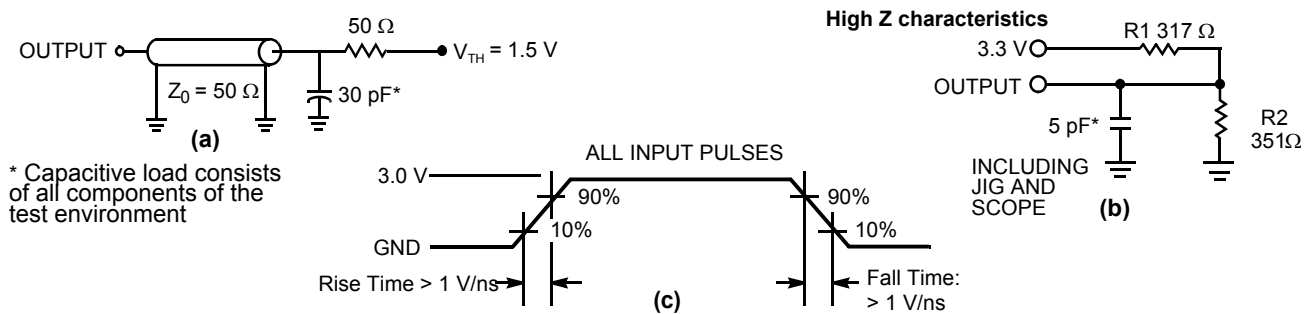 OUTPUT
50 Ω
V_TH = 1.5 V
Z_0 = 50 Ω
30 pF*
(a)
* Capacitive load consists
of all components of the
test environment
High Z characteristics
R1 317 Ω
3.3 V
OUTPUT
5 pF*
R2
351Ω
INCLUDING
JIG AND
SCOPE
(b)
ALL INPUT PULSES
3.0 V
90%
10%
GND
90%
10%
Rise Time > 1 V/ns
(c)
Fall Time:
> 1 V/ns